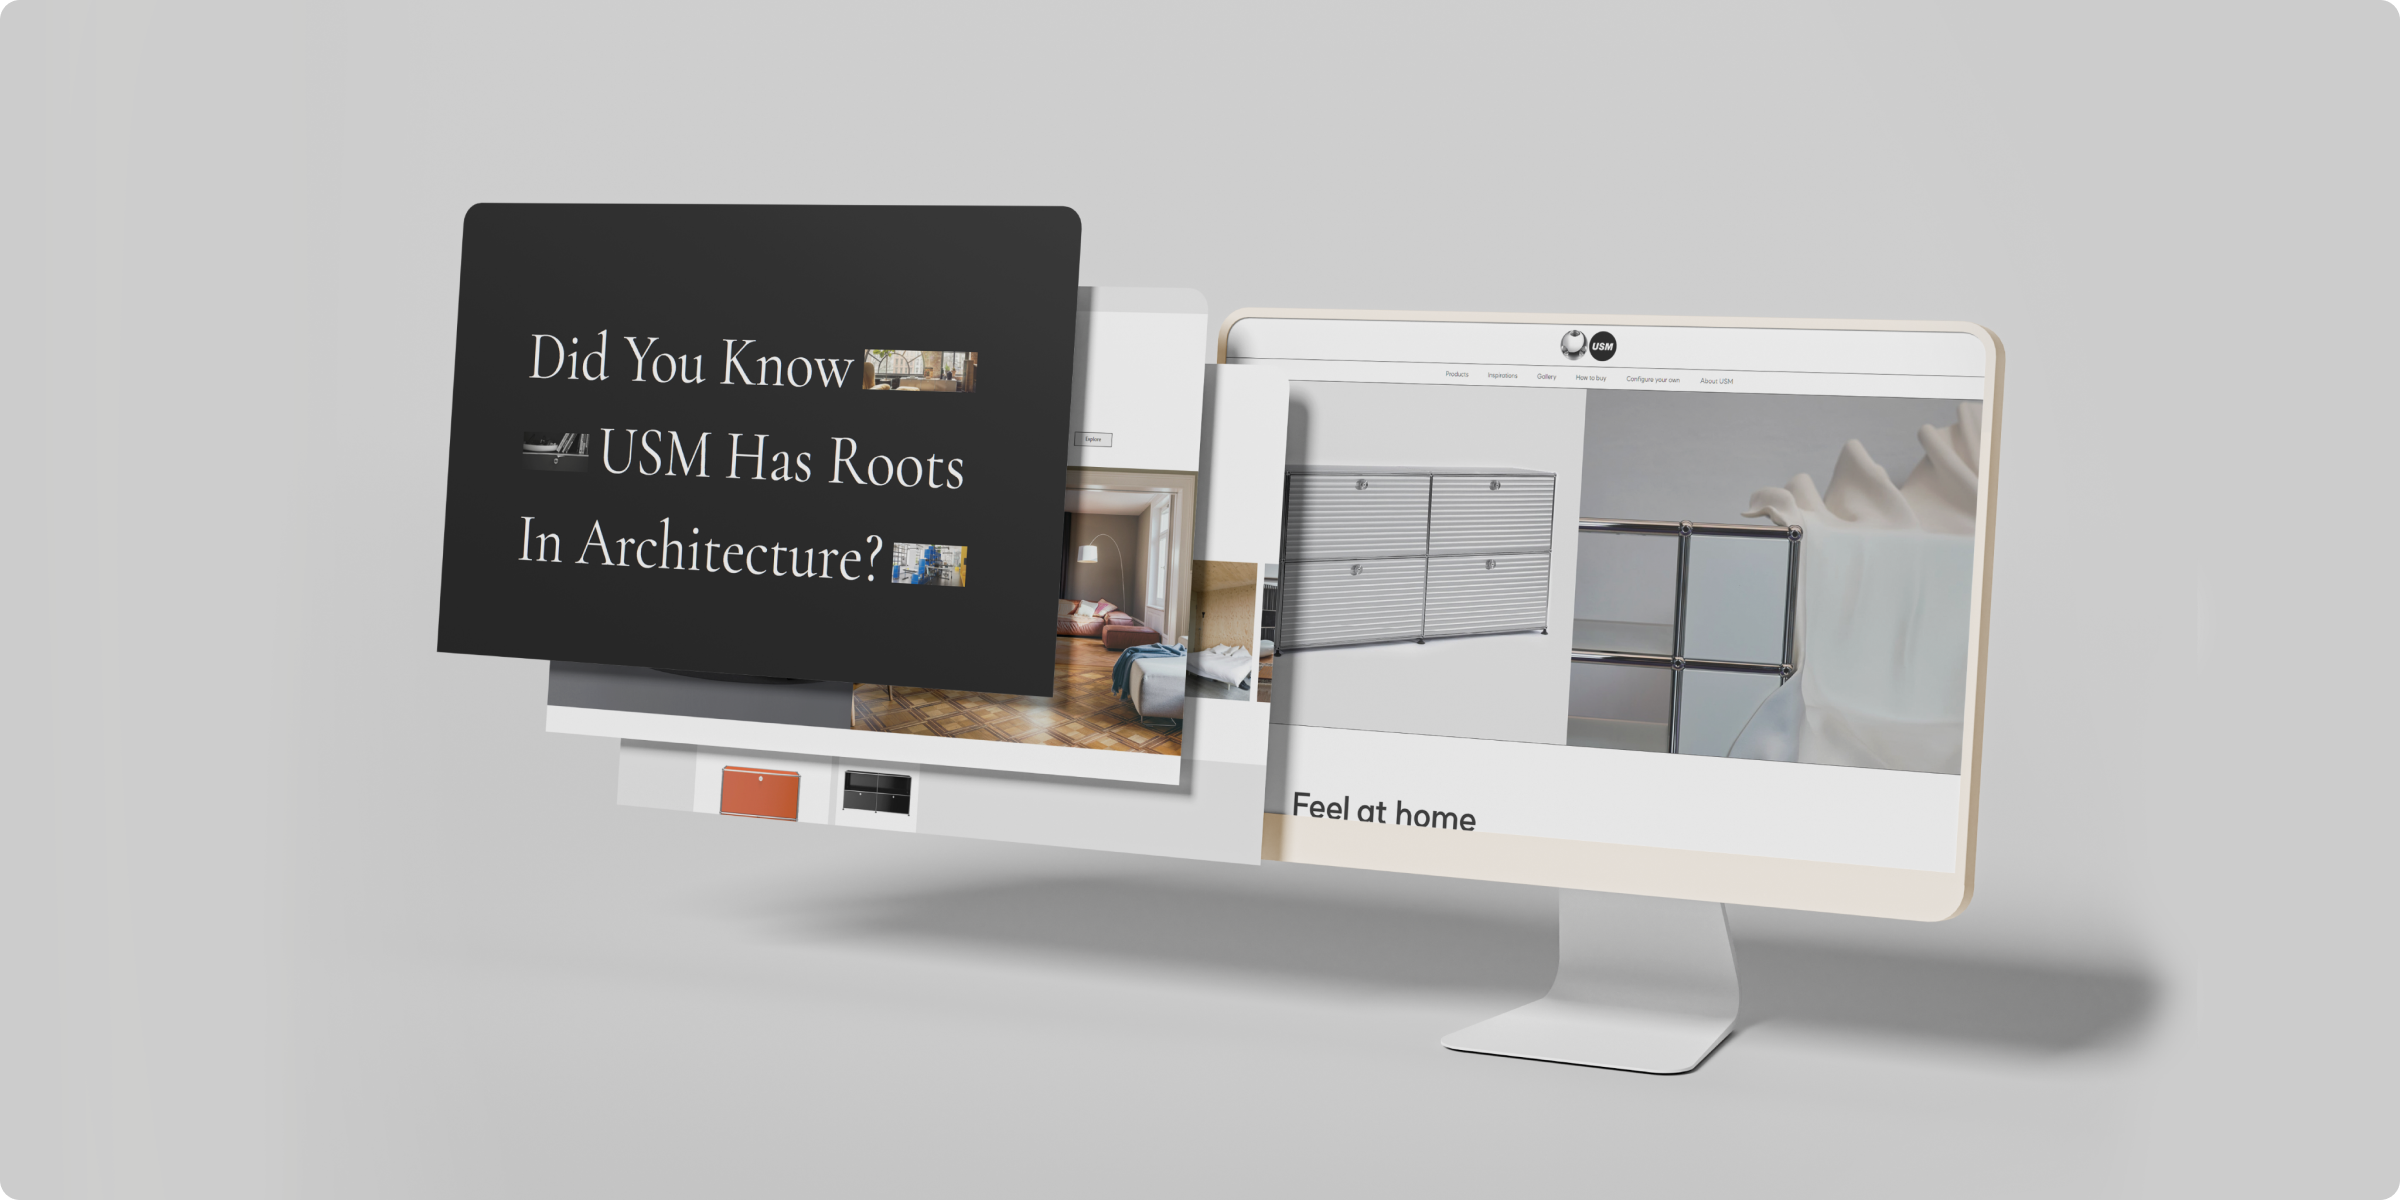 Did You Know
USM Has Roots
In Architecture?
Explore
USM
Products Inspirations Gallery How to buy Configure your own About USM
Feel at home